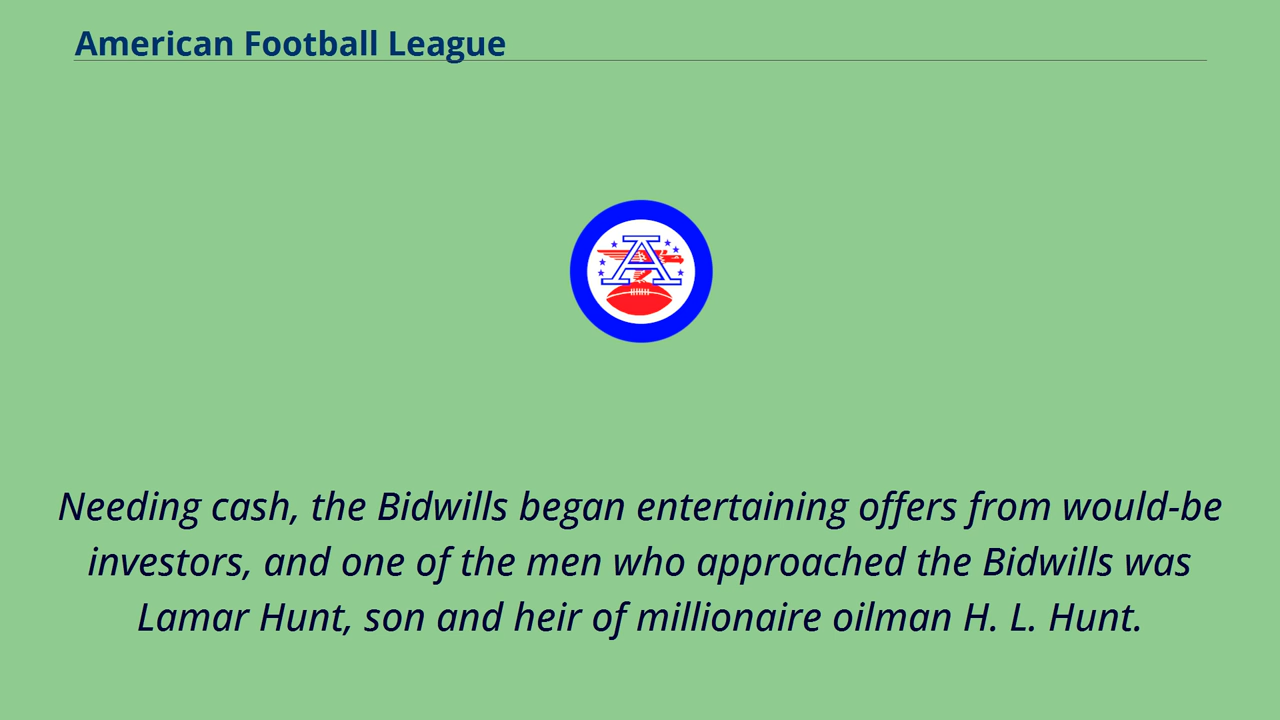 American Football League
A
Needing cash, the Bidwills began entertaining offers from would-be
investors, and one of the men who approached the Bidwills was
Lamar Hunt, son and heir of millionaire oilman H. L. Hunt.